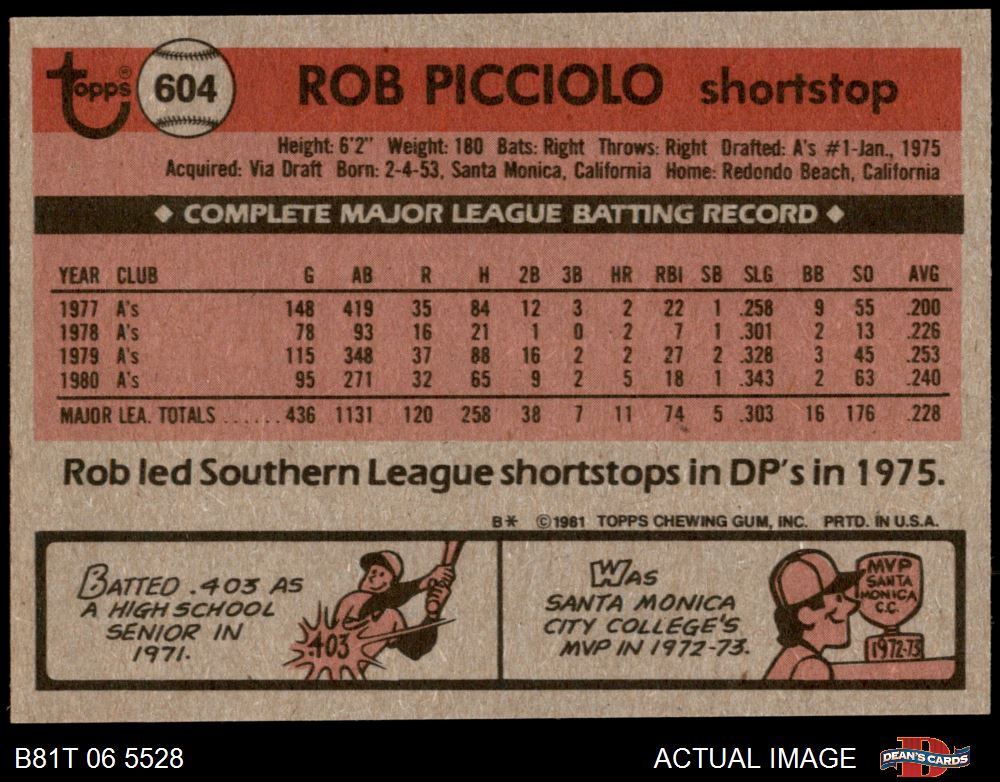 topps® 604 ROB PICCIOLO shortstop
Height: 6'2" Weight: 180 Bats: Right Throws: Right Drafted: A's #1-Jan., 1975
Acquired: Via Draft Born: 2-4-53, Santa Monica, California Home: Redondo Beach, California
◆ COMPLETE MAJOR LEAGUE BATTING RECORD ◆
YEAR CLUB G AB R H 2B 3B HR RBI SB SLG BB SO AVG
1977 A's 148 419 35 84 12 3 2 22 1 .258 9 55 .200
1978 A's 78 93 16 21 1 0 2 7 1 .301 2 13 .226
1979 A's 115 348 37 88 16 2 2 27 2 .328 3 45 .253
1980 A's 95 271 32 65 9 2 5 18 1 .343 2 63 .240
MAJOR LEA. TOTALS ...... 436 1131 120 258 38 7 11 74 5 .303 16 176 .228
Rob led Southern League shortstops in DP's in 1975.
B* ©1981 TOPPS CHEWING GUM, INC. PRTD. IN U.S.A.
BATTED .403 AS
A HIGH SCHOOL
SENIOR IN
1971.
.403
WAS
SANTA MONICA
CITY COLLEGE'S
MVP IN 1972-73.
MVP
SANTA
MONICA
C.C.
1972-73
B81T 06 5528 ACTUAL IMAGE DEAN'S CARDS